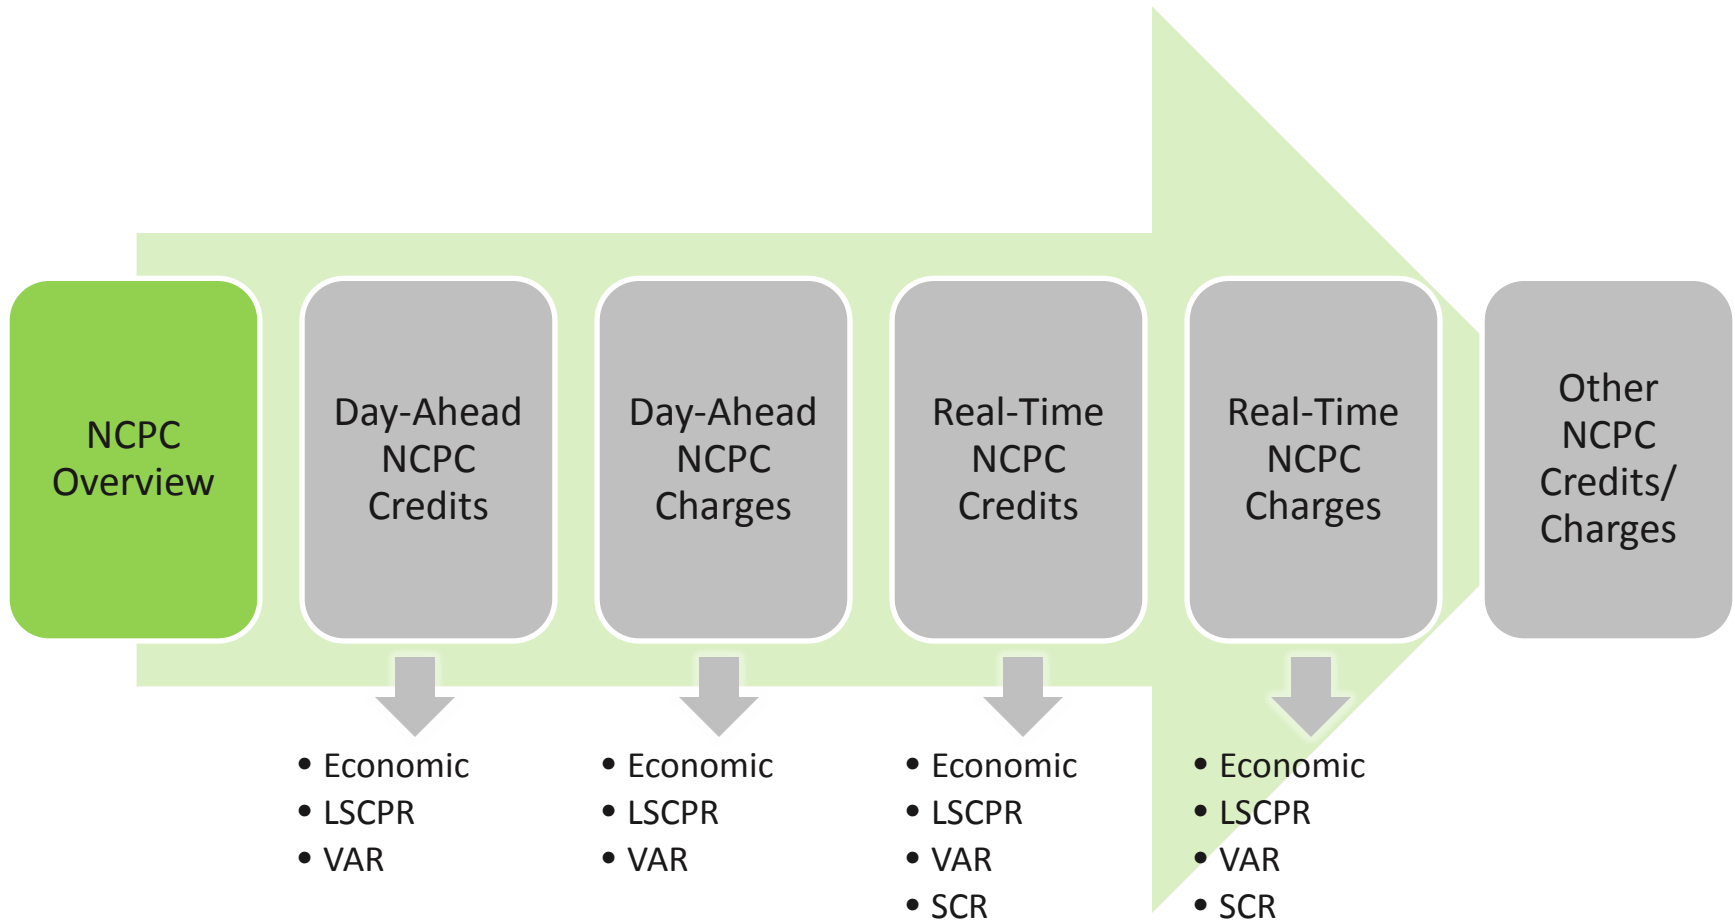 NCPC
Overview
Day-Ahead
NCPC
Credits
Day-Ahead
NCPC
Charges
Real-Time
NCPC
Credits
Real-Time
NCPC
Charges
Other
NCPC
Credits/
Charges
• Economic
• LSCPR
• VAR
• Economic
• LSCPR
• VAR
• Economic
• LSCPR
• VAR
• SCR
• Economic
• LSCPR
• VAR
• SCR